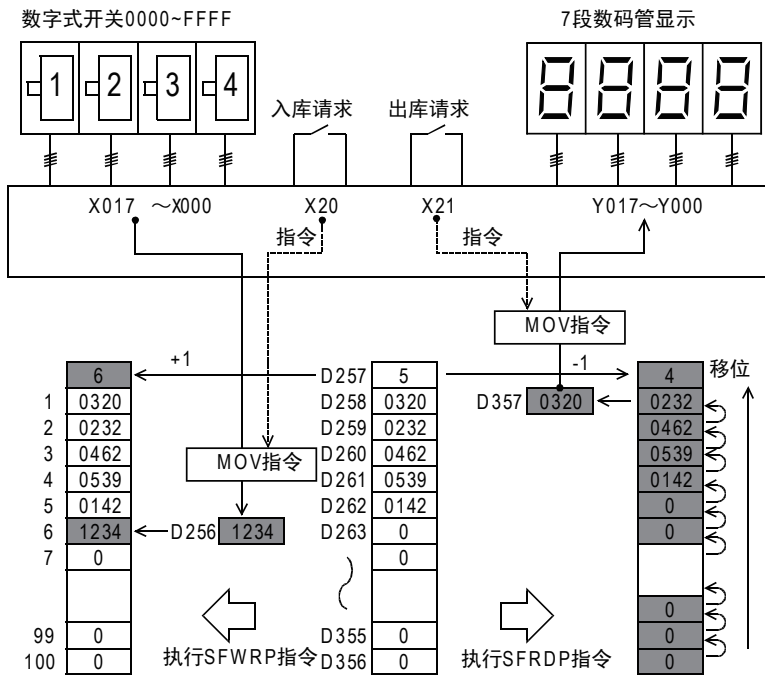 数字式开关0000~FFFF
7段数码管显示
1 2 3 4
8 8 8 8
入库请求
出库请求
X017 ～X000
X20
X21
Y017～Y000
指令
指令
MOV指令
+1
-1
移位
6
D257 5
4
1 0320
D258 0320
D357 0320
0232
2 0232
D259 0232
0462
3 0462
MOV指令
D260 0462
0539
4 0539
D261 0539
0142
5 0142
D262 0142
0
6 1234
D256 1234
D263 0
0
7 0
0
0
99 0
执行SFWRP指令
D355 0
执行SFRDP指令
0
100 0
D356 0
0